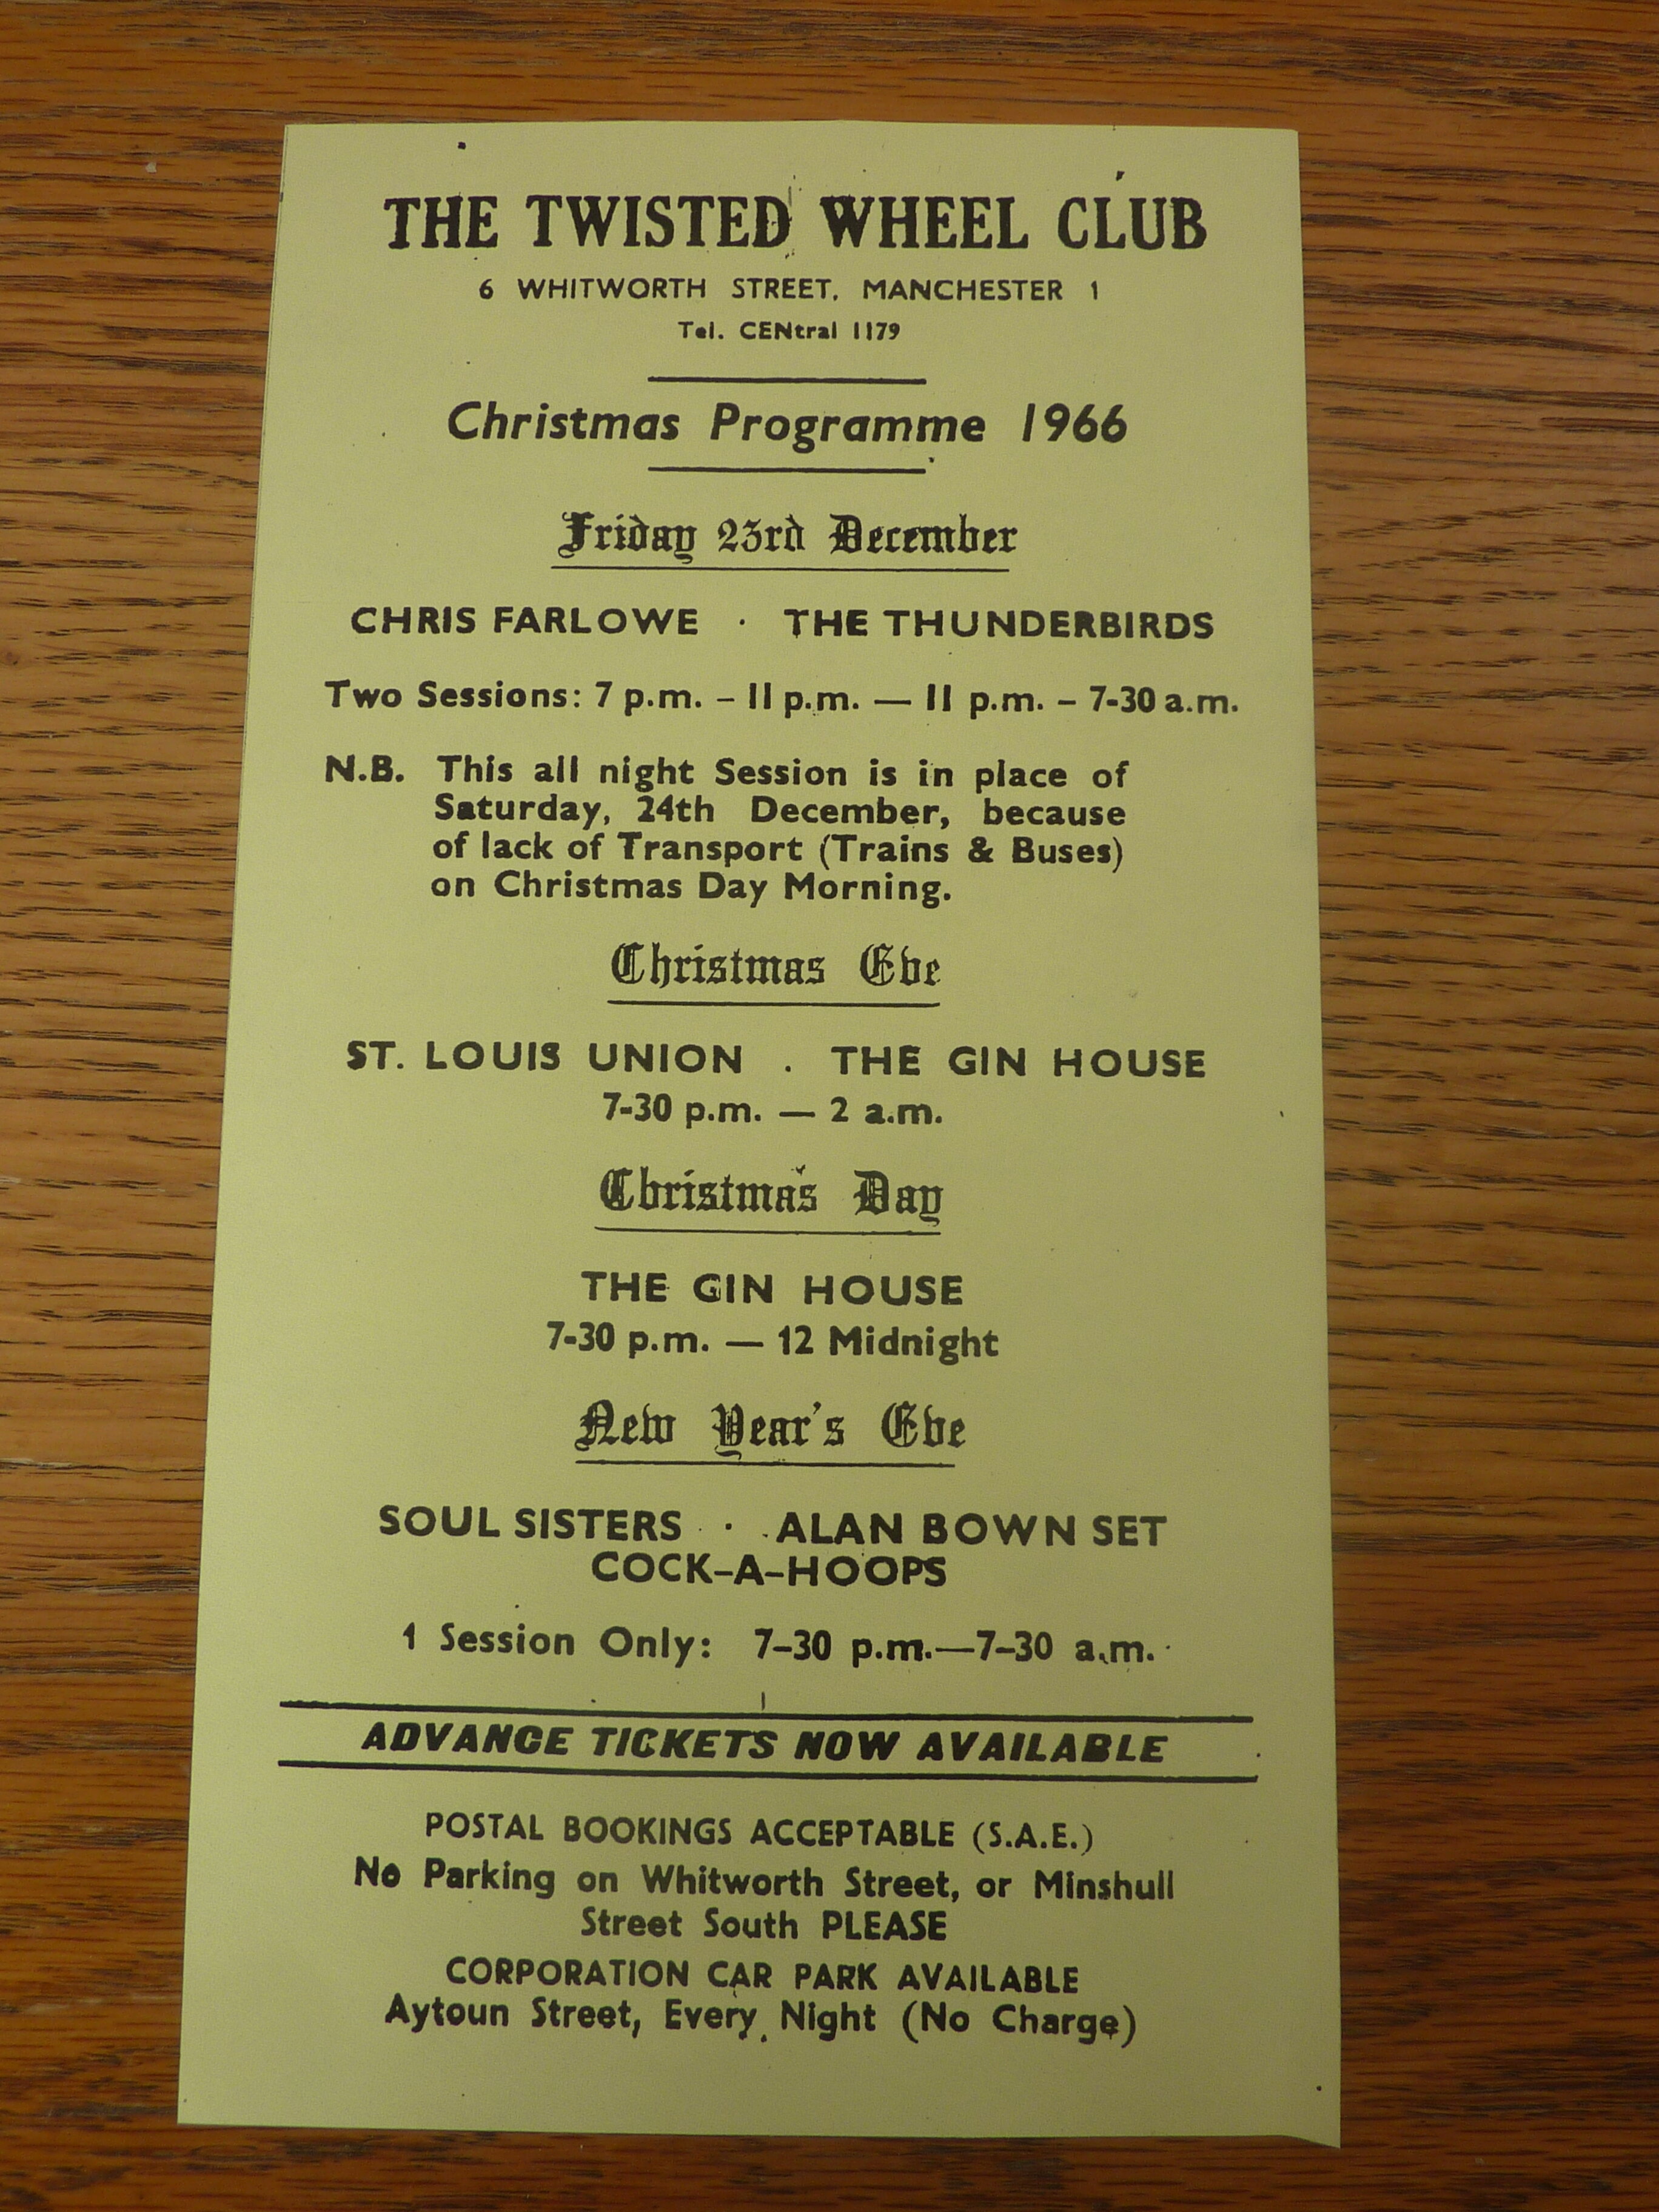 THE TWISTED WHEEL CLUB
6 WHITWORTH STREET, MANCHESTER 1
Tel. CENtral 1179
Christmas Programme 1966
Friday 23rd December
CHRIS FARLOWE · THE THUNDERBIRDS
Two Sessions: 7 p.m. – 11 p.m. — 11 p.m. – 7-30 a.m.
N.B. This all night Session is in place of
Saturday, 24th December, because
of lack of Transport (Trains & Buses)
on Christmas Day Morning.
Christmas Eve
ST. LOUIS UNION . THE GIN HOUSE
7-30 p.m. — 2 a.m.
Christmas Day
THE GIN HOUSE
7-30 p.m. — 12 Midnight
New Year's Eve
SOUL SISTERS · ALAN BOWN SET
COCK-A-HOOPS
1 Session Only: 7–30 p.m.—7–30 a.m.
ADVANCE TICKETS NOW AVAILABLE
POSTAL BOOKINGS ACCEPTABLE (S.A.E.)
No Parking on Whitworth Street, or Minshull
Street South PLEASE
CORPORATION CAR PARK AVAILABLE
Aytoun Street, Every Night (No Charge)